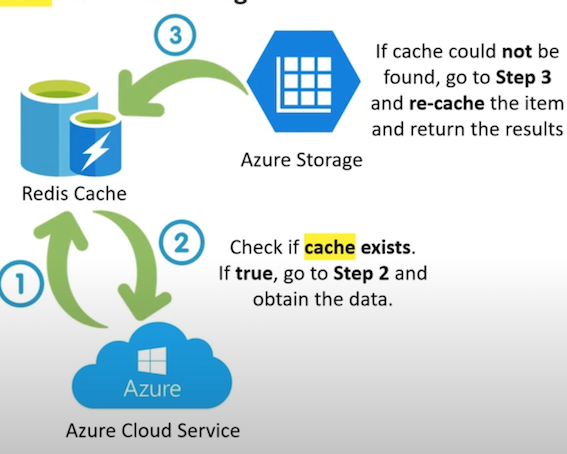 3
If cache could not be
found, go to Step 3
and re-cache the item
and return the results
Azure Storage
Redis Cache
1
2
Check if cache exists.
If true, go to Step 2 and
obtain the data.
Azure
Azure Cloud Service